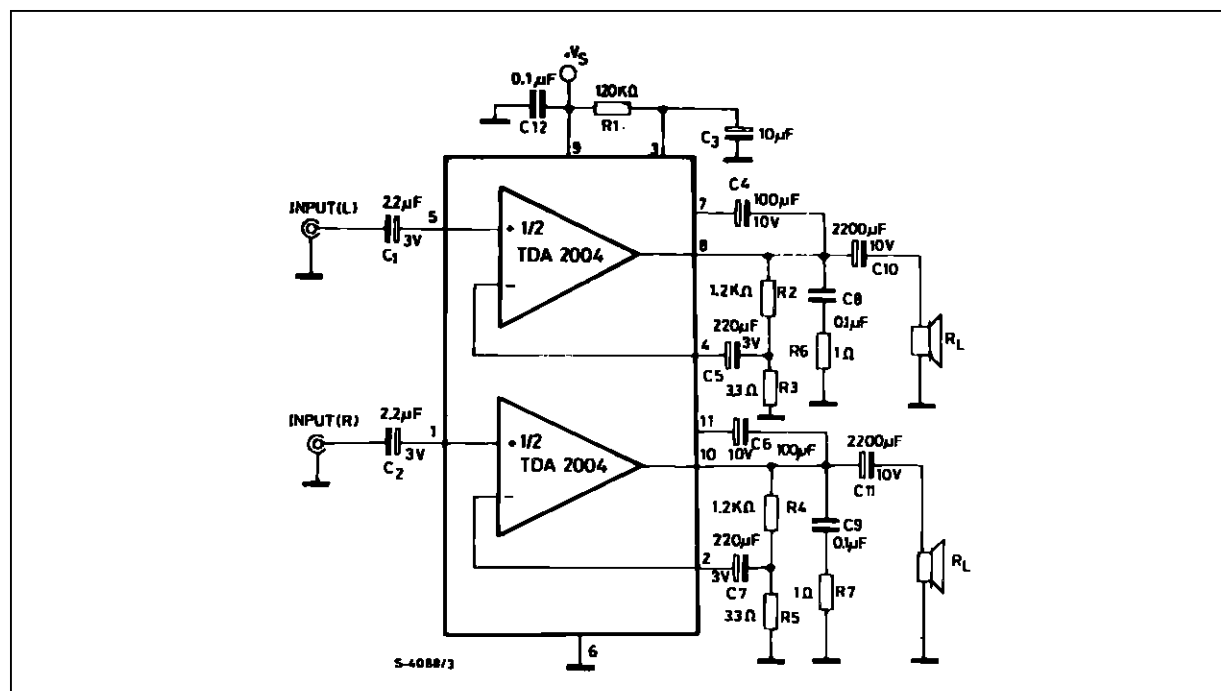 +VS
0.1µF
C12
120KΩ
R1
9
3
C3
10µF
INPUT(L)
2.2µF
3V
C1
5
+ 1/2
TDA 2004
-
7
C4
100µF
10V
8
2200µF
10V
C10
1.2KΩ
R2
C8
0.1µF
220µF
3V
4
C5
R6
1Ω
3.3Ω
R3
RL
INPUT(R)
2.2µF
3V
C2
1
+ 1/2
TDA 2004
-
11
C6
10V
100µF
10
2200µF
10V
C11
1.2KΩ
R4
C9
0.1µF
220µF
2
3V
C7
1Ω
R7
33Ω
R5
RL
6
S-4088/3